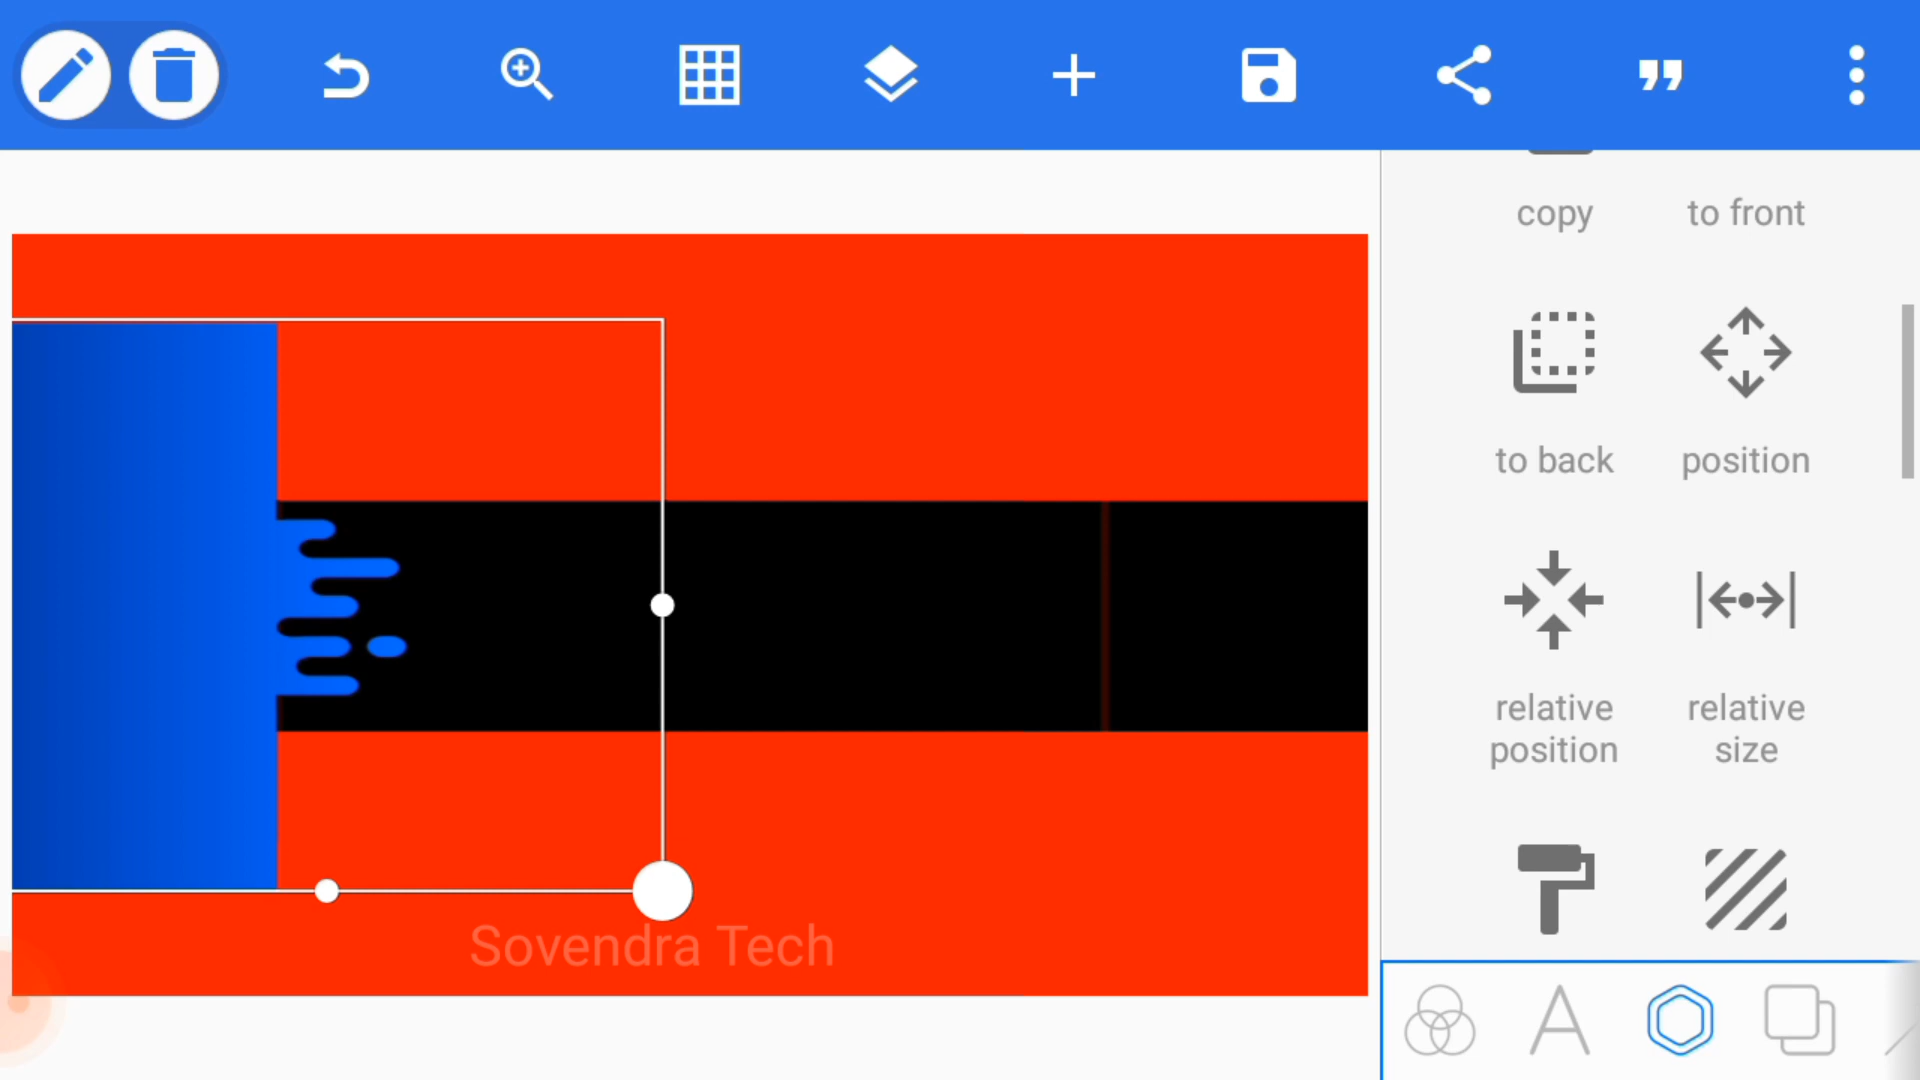 copy
to front
to back
position
relative
position
relative
size
Sovendra Tech